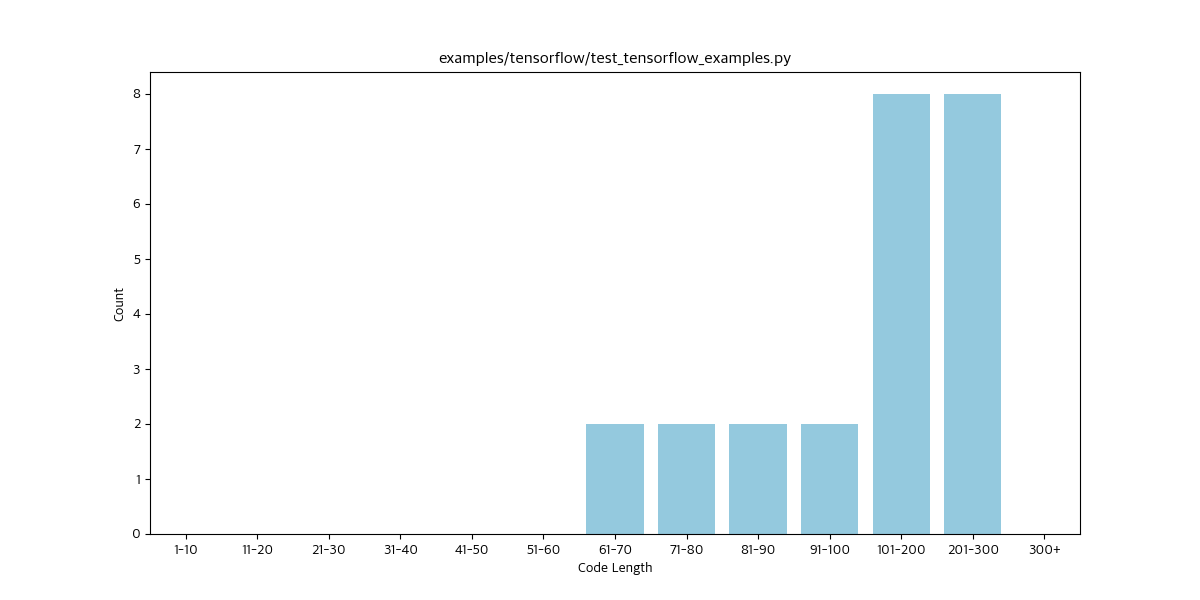 examples/tensorflow/test_tensorflow_examples.py
Count
8
7
6
5
4
3
2
1
0
1-10 11-20 21-30 31-40 41-50 51-60 61-70 71-80 81-90 91-100 101-200 201-300 300+
Code Length